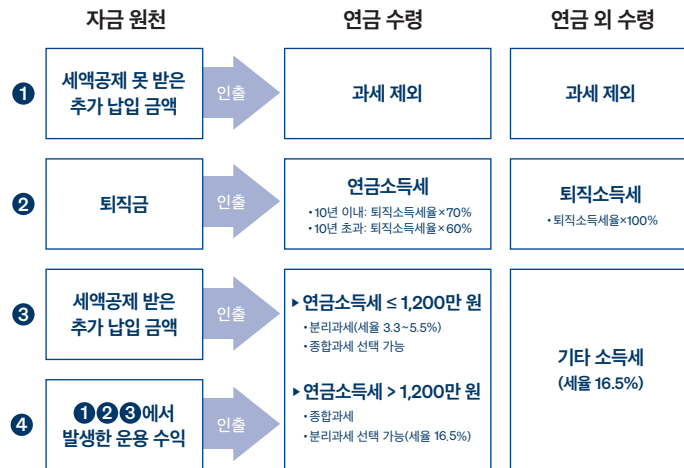 자금 원천
연금 수령
연금 외 수령
❶
세액공제 못 받은
추가 납입 금액
인출
과세 제외
과세 제외
❷
퇴직금
인출
연금소득세
•10년 이내: 퇴직소득세율×70%
•10년 초과: 퇴직소득세율×60%
퇴직소득세
•퇴직소득세율×100%
❸
세액공제 받은
추가 납입 금액
인출
▶연금소득세 ≤ 1,200만 원
•분리과세(세율 3.3~5.5%)
•종합과세 선택 가능
❹
❶❷❸에서
발생한 운용 수익
인출
▶연금소득세 > 1,200만 원
•종합과세
•분리과세 선택 가능(세율 16.5%)
기타 소득세
(세율 16.5%)